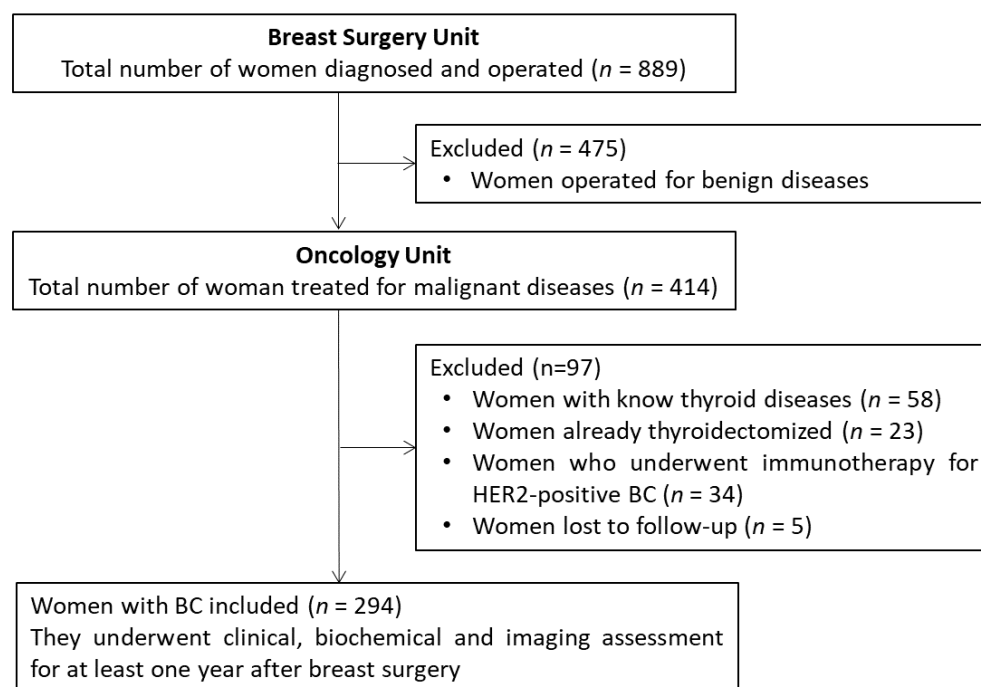 Breast Surgery Unit
Total number of women diagnosed and operated (n = 889)
Excluded (n = 475)
• Women operated for benign diseases
Oncology Unit
Total number of woman treated for malignant diseases (n = 414)
Excluded (n=97)
• Women with know thyroid diseases (n = 58)
• Women already thyroidectomized (n = 23)
• Women who underwent immunotherapy for
HER2-positive BC (n = 34)
• Women lost to follow-up (n = 5)
Women with BC included (n = 294)
They underwent clinical, biochemical and imaging assessment
for at least one year after breast surgery